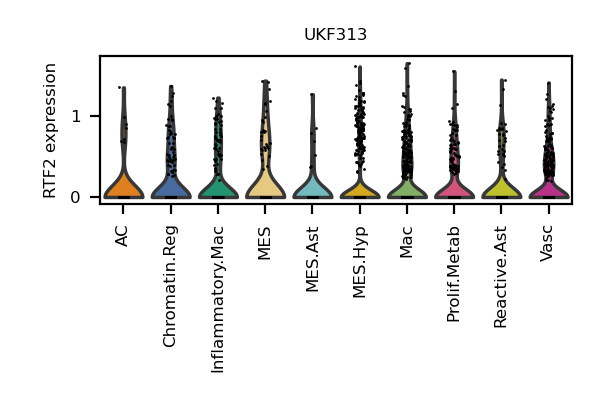 UKF313
RTF2 expression
1
0
AC
Chromatin.Reg
Inflammatory.Mac
MES
MES.Ast
MES.Hyp
Mac
Prolif.Metab
Reactive.Ast
Vasc